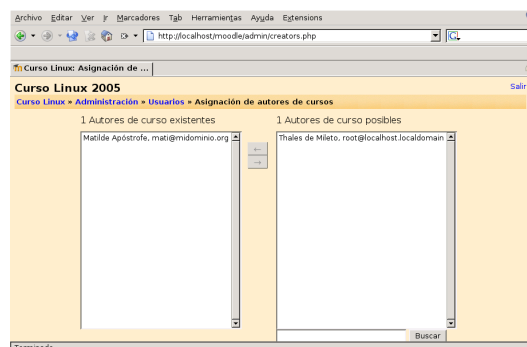 Archivo Editar Ver Ir Marcadores Tab Herramientas Ayuda Extensions
http://localhost/moodle/admin/creators.php
Curso Linux: Asignación de ...
Curso Linux 2005
Salir
Curso Linux » Administración » Usuarios » Asignación de autores de cursos
1 Autores de curso existentes
1 Autores de curso posibles
Matilde Apóstrofe, mati@midominio.org
Thales de Mileto, root@localhost.localdomain
Buscar
Terminado